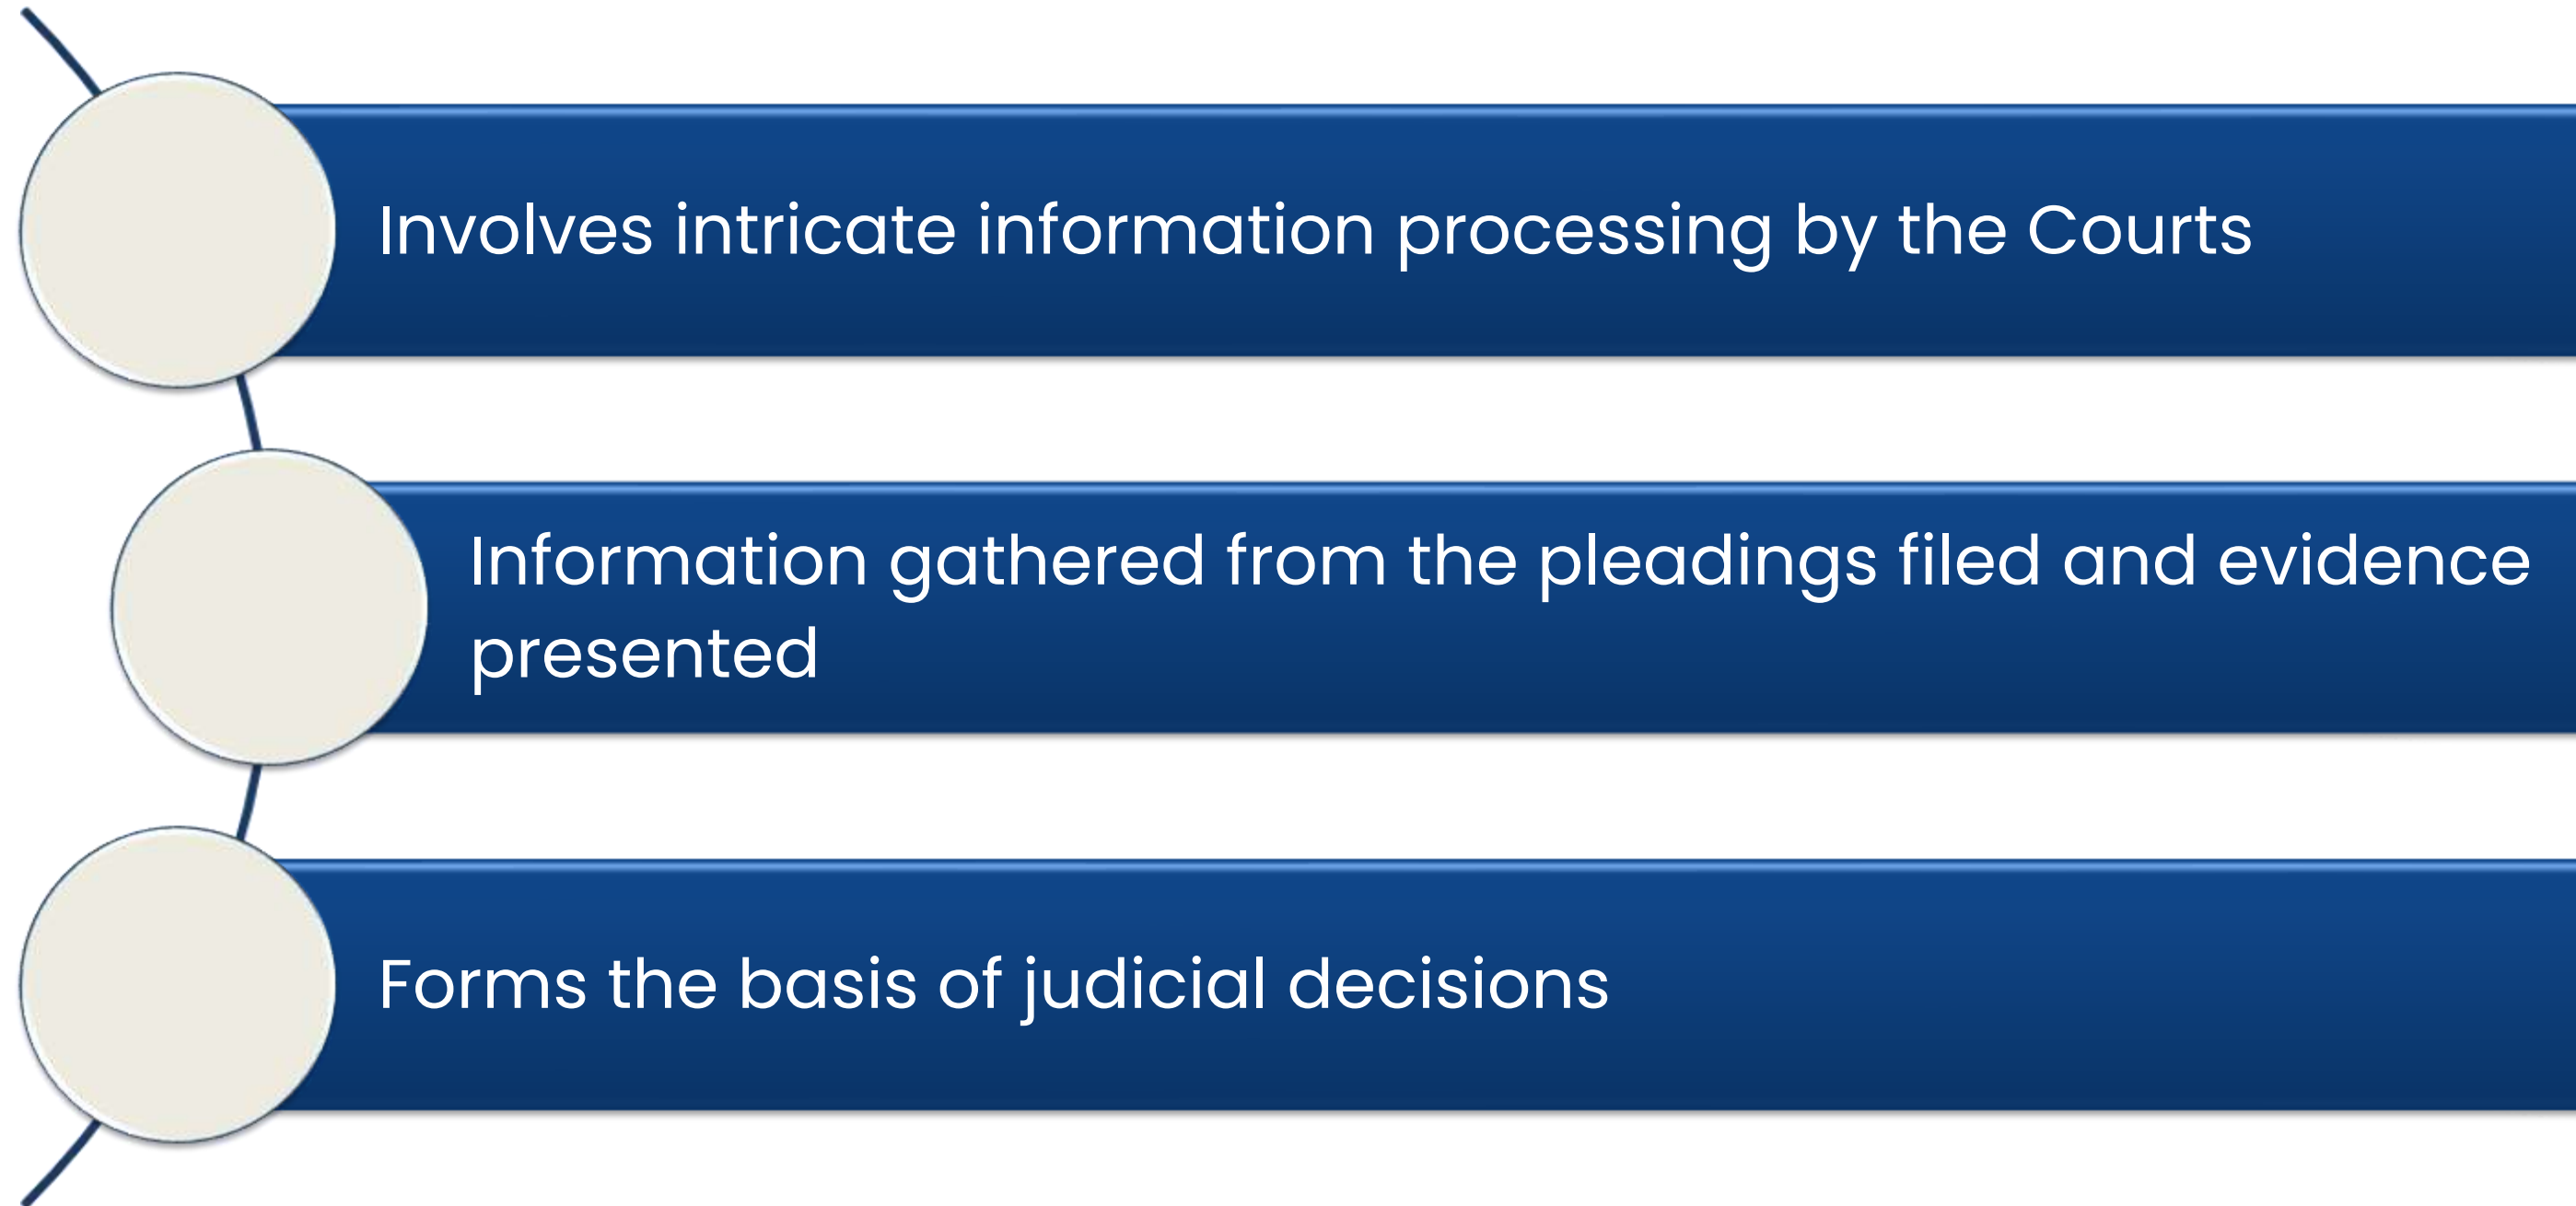 Involves intricate information processing by the Courts
Information gathered from the pleadings filed and evidence
presented
Forms the basis of judicial decisions